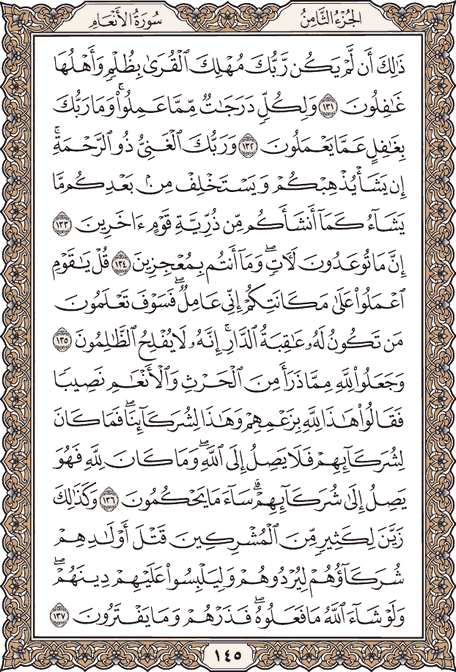 الجزء الثامن سورة الأنعام
ذَٰلِكَ أَن لَّمْ يَكُن رَّبُّكَ مُهْلِكَ ٱلْقُرَىٰ بِظُلْمٍ وَأَهْلُهَا
غَٰفِلُونَ ١٣١ وَلِكُلٍّ دَرَجَٰتٌ مِّمَّا عَمِلُوا۟ ۚ وَمَا رَبُّكَ
بِغَٰفِلٍ عَمَّا يَعْمَلُونَ ١٣٢ وَرَبُّكَ ٱلْغَنِىُّ ذُو ٱلرَّحْمَةِ ۚ
إِن يَشَأْ يُذْهِبْكُمْ وَيَسْتَخْلِفْ مِنۢ بَعْدِكُم مَّا
يَشَآءُ كَمَآ أَنشَأَكُم مِّن ذُرِّيَّةِ قَوْمٍ ءَاخَرِينَ ١٣٣
إِنَّ مَا تُوعَدُونَ لَءَاتٍ ۖ وَمَآ أَنتُم بِمُعْجِزِينَ ١٣٤ قُلْ يَٰقَوْمِ
ٱعْمَلُوا۟ عَلَىٰ مَكَانَتِكُمْ إِنِّى عَامِلٌ ۖ فَسَوْفَ تَعْلَمُونَ
مَن تَكُونُ لَهُۥ عَٰقِبَةُ ٱلدَّارِ ۗ إِنَّهُۥ لَا يُفْلِحُ ٱلظَّٰلِمُونَ ١٣٥
وَجَعَلُوا۟ لِلَّهِ مِمَّا ذَرَأَ مِنَ ٱلْحَرْثِ وَٱلْأَنْعَٰمِ نَصِيبًا
فَقَالُوا۟ هَٰذَا لِلَّهِ بِزَعْمِهِمْ وَهَٰذَا لِشُرَكَآئِنَا ۖ فَمَا كَانَ
لِشُرَكَآئِهِمْ فَلَا يَصِلُ إِلَى ٱللَّهِ ۖ وَمَا كَانَ لِلَّهِ فَهُوَ
يَصِلُ إِلَىٰ شُرَكَآئِهِمْ ۗ سَآءَ مَا يَحْكُمُونَ ١٣٦ وَكَذَٰلِكَ
زَيَّنَ لِكَثِيرٍ مِّنَ ٱلْمُشْرِكِينَ قَتْلَ أَوْلَٰدِهِمْ
شُرَكَآؤُهُمْ لِيُرْدُوهُمْ وَلِيَلْبِسُوا۟ عَلَيْهِمْ دِينَهُمْ ۖ
وَلَوْ شَآءَ ٱللَّهُ مَا فَعَلُوهُ ۖ فَذَرْهُمْ وَمَا يَفْتَرُونَ ١٣٧
١٤٥